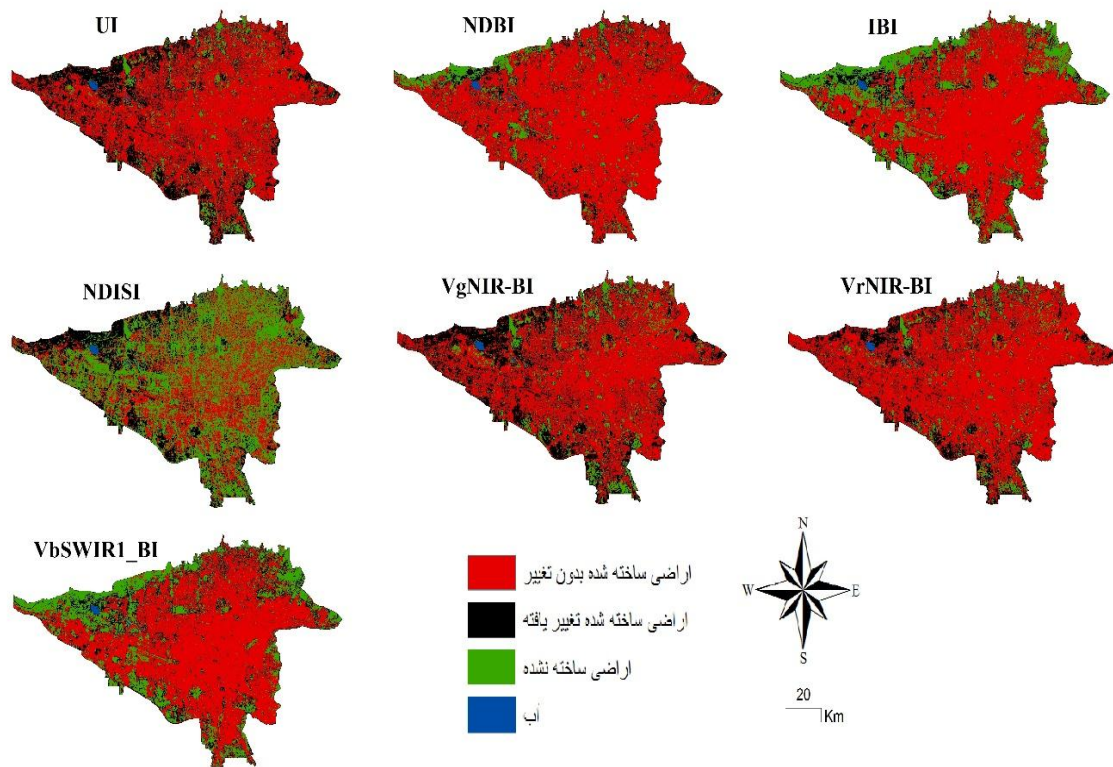 UI
NDBI
IBI
NDISI
VgNIR-BI
VrNIR-BI
VbSWIR1_BI
اراضی ساخته شده بدون تغییر
اراضی ساخته شده تغییر یافته
اراضی ساخته نشده
آب
N
W
E
S
20
Km